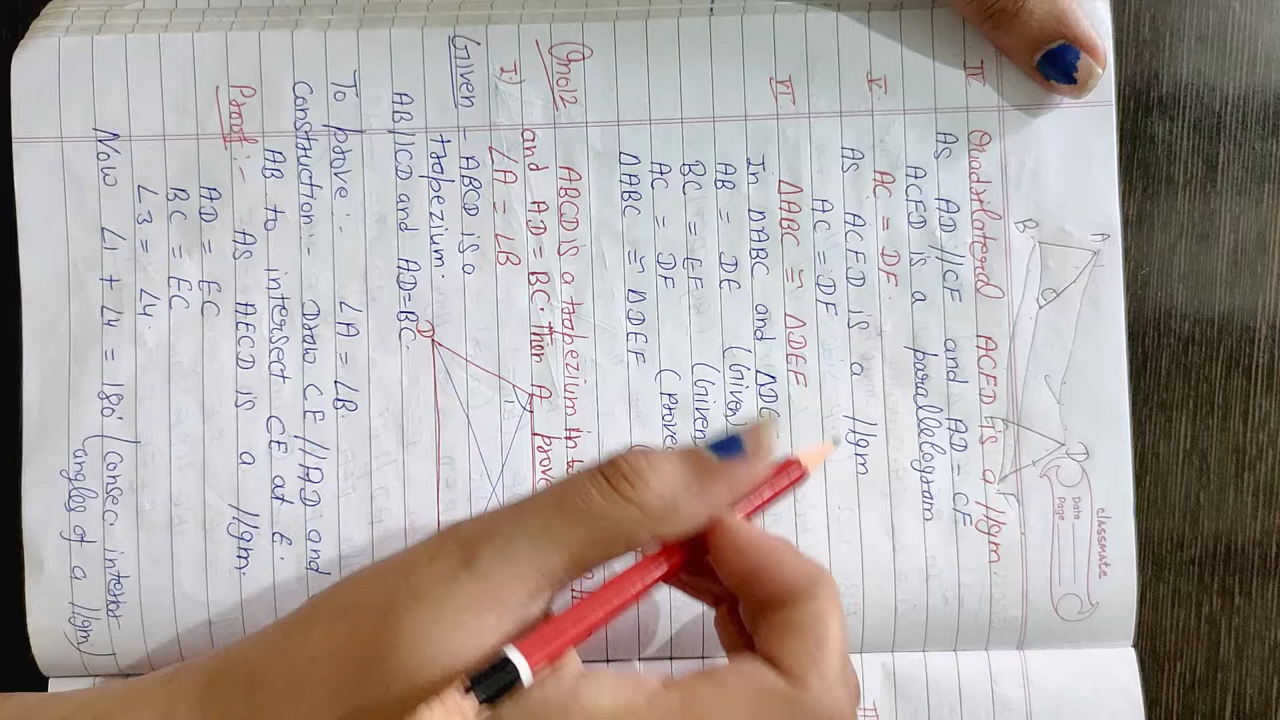 classmate
Date
Page
A
D
B
C
IV Quadrilateral ACFD is a //gm.
As AD//CF and AD = CF
ACFD is a parallelogram
V. AC = DF.
As ACFD is a //gm
AC = DF
VI ΔABC ≅ ΔDEF
In ΔABC and
AB = DE (Given)
BC = EF (Given
AC = DF (prove
ΔABC ≅ ΔDEF
Qno12 ABCD is a trapezium in
and AD = BC. then prove
I.) ∠A = ∠B
Given - ABCD is a
trapezium.
AB//CD and AD=BC.
D
A
To prove :- ∠A = ∠B.
Construction:- Draw CE //AD and
AB to intersect CE at E.
Proof :- As AECD is a //gm.
AD = EC
BC = EC
∠3 = ∠4.
Now ∠1 + ∠4 = 180° (consec. interior
angles of a //gm)